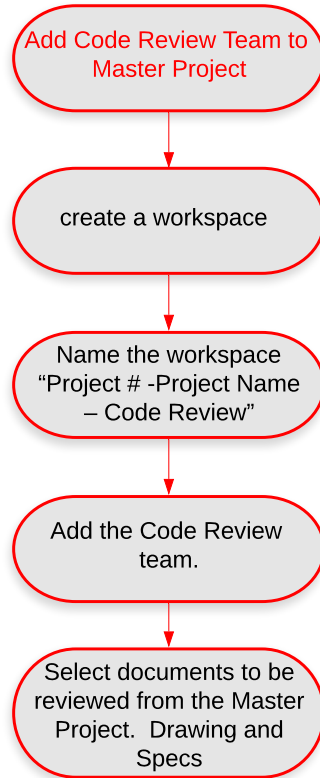 Add Code Review Team to
Master Project
create a workspace
Name the workspace
“Project # -Project Name
– Code Review”
Add the Code Review
team.
Select documents to be
reviewed from the Master
Project.  Drawing and
Specs